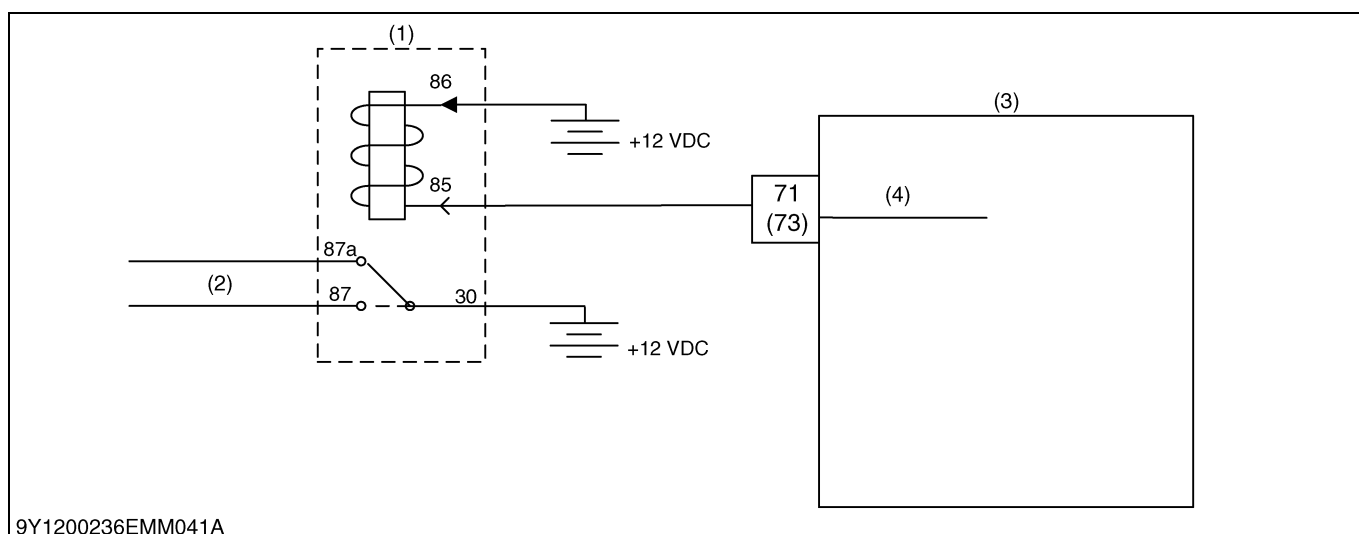 (1)
86
+12 VDC
(3)
85
71
(73)
(4)
87a
(2)
87
30
+12 VDC
9Y1200236EMM041A